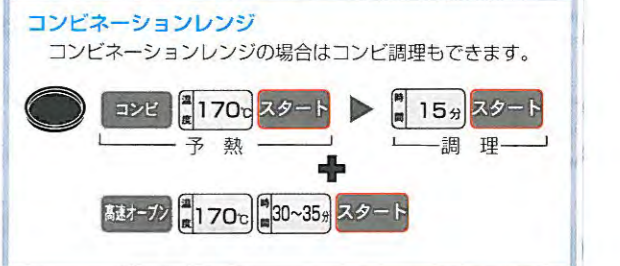 コンビネーションレンジ
コンビネーションレンジの場合はコンビ調理もできます。
コンビ 温度 170℃ スタート ▶ 時間 15分 スタート
予熱 調理
+
高速オーブン 温度 170℃ 時間 30~35分 スタート